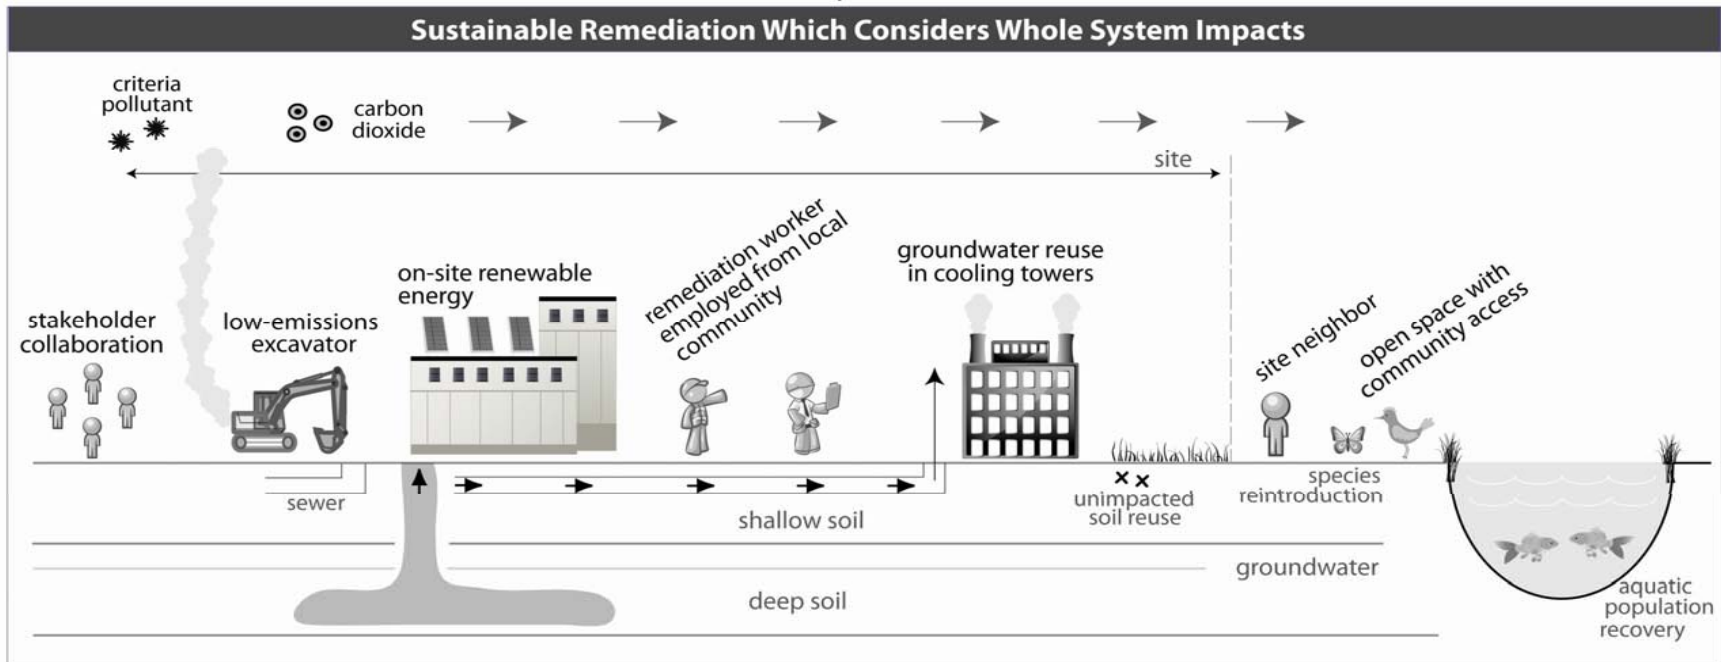 Sustainable Remediation Which Considers Whole System Impacts
criteria
pollutant
carbon
dioxide
site
stakeholder
collaboration
low-emissions
excavator
on-site renewable
energy
remediation worker
employed from local
community
groundwater reuse
in cooling towers
site neighbor
open space with
community access
sewer
shallow soil
unimpacted
soil reuse
species
reintroduction
groundwater
deep soil
aquatic
population
recovery